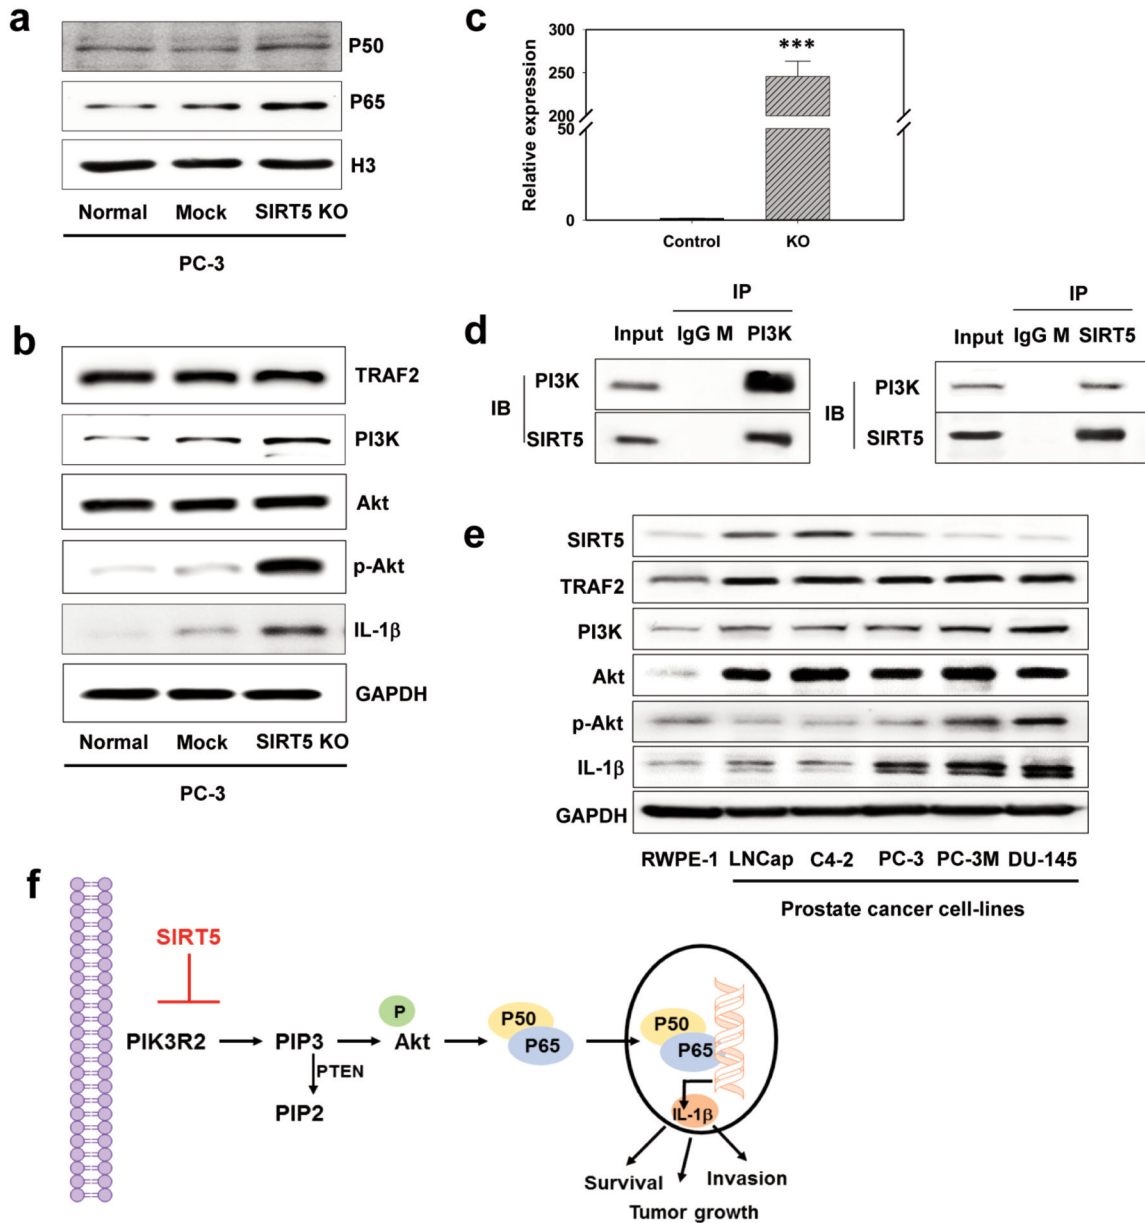 a
P50
P65
H3
Normal Mock SIRT5 KO
PC-3
b
TRAF2
PI3K
Akt
p-Akt
IL-1β
GAPDH
Normal Mock SIRT5 KO
PC-3
c
Relative expression
300
250
200
50
0
***
Control KO
d
IP
Input IgG M PI3K
IB
PI3K
SIRT5
IP
Input IgG M SIRT5
IB
PI3K
SIRT5
e
SIRT5
TRAF2
PI3K
Akt
p-Akt
IL-1β
GAPDH
RWPE-1 LNCap C4-2 PC-3 PC-3M DU-145
Prostate cancer cell-lines
f
SIRT5
PIK3R2 PIP3 Akt
P
PTEN
PIP2
P50
P65
P50
P65
IL-1β
Survival
Tumor growth
Invasion